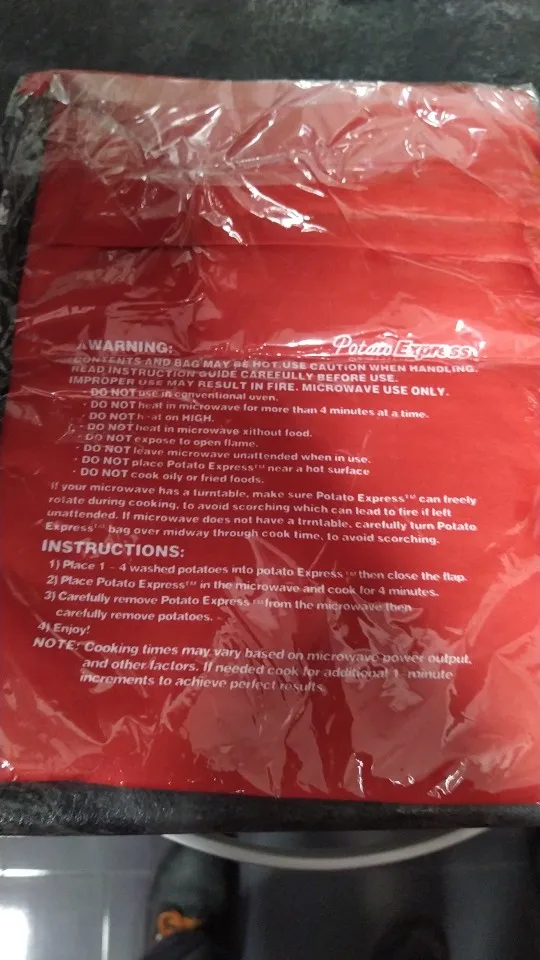 AWARNING:
Potato Express
CONTENTS AND BAG MAY BE HOT.USE CAUTION WHEN HANDLING.
READ INSTRUCTION GUIDE CAREFULLY BEFORE USE.
IMPROPER USE MAY RESULT IN FIRE. MICROWAVE USE ONLY.
· DO NOT use in conventional oven.
· DO NOT heat in microwave for more than 4 minutes at a time.
· DO NOT heat on HIGH.
· DO NOT heat in microwave xithout food.
· DO NOT expose to open flame.
· DO NOT leave microwave unattended when in use.
· DO NOT place Potato Express™ near a hot surface
· DO NOT cook oily or fried foods.
If your microwave has a turntable, make sure Potato Express™ can freely
rotate during cooking, to avoid scorching which can lead to fire if left
unattended. If microwave does not have a trrntable, carefully turn Potato
Express™ bag over midway through cook time, to avoid scorching.
INSTRUCTIONS:
1) Place 1 - 4 washed potatoes into potato Express™ then close the flap.
2) Place Potato Express™ in the microwave and cook for 4 minutes.
3) Carefully remove Potato Express™ from the microwave then
carefully remove potatoes.
4) Enjoy!
NOTE: Cooking times may vary based on microwave power output.
and other factors. If needed cook for additional 1- minute
increments to achieve perfect results